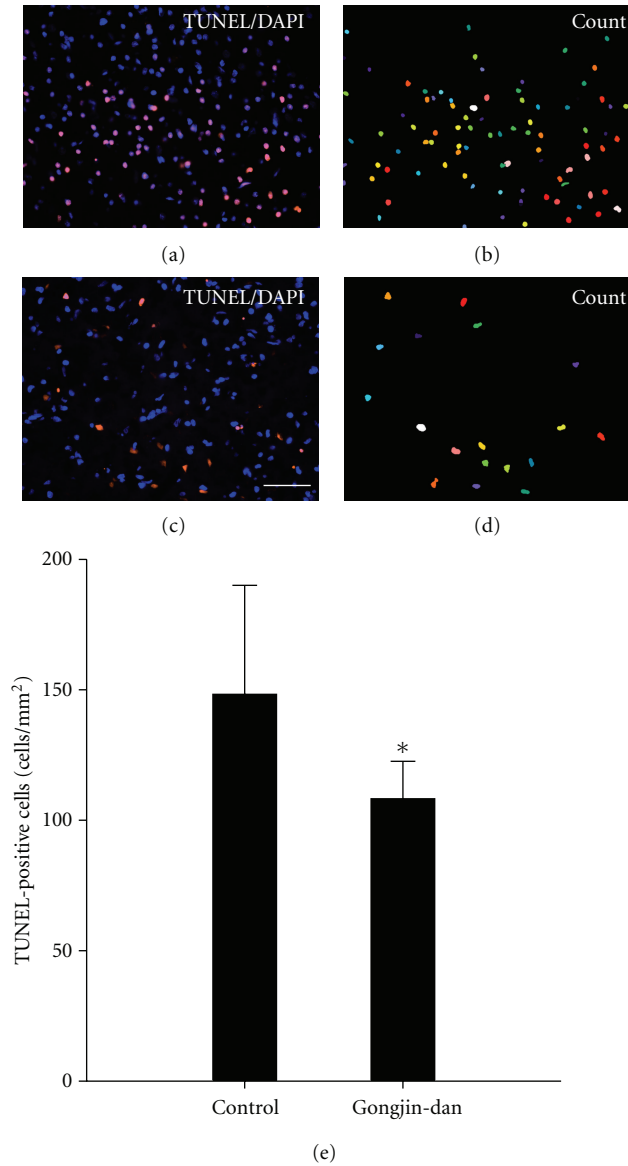 TUNEL/DAPI
Count
(a)
(b)
TUNEL/DAPI
Count
(c)
(d)
TUNEL-positive cells (cells/mm²)
200
150
100
50
0
*
Control
Gongjin-dan
(e)